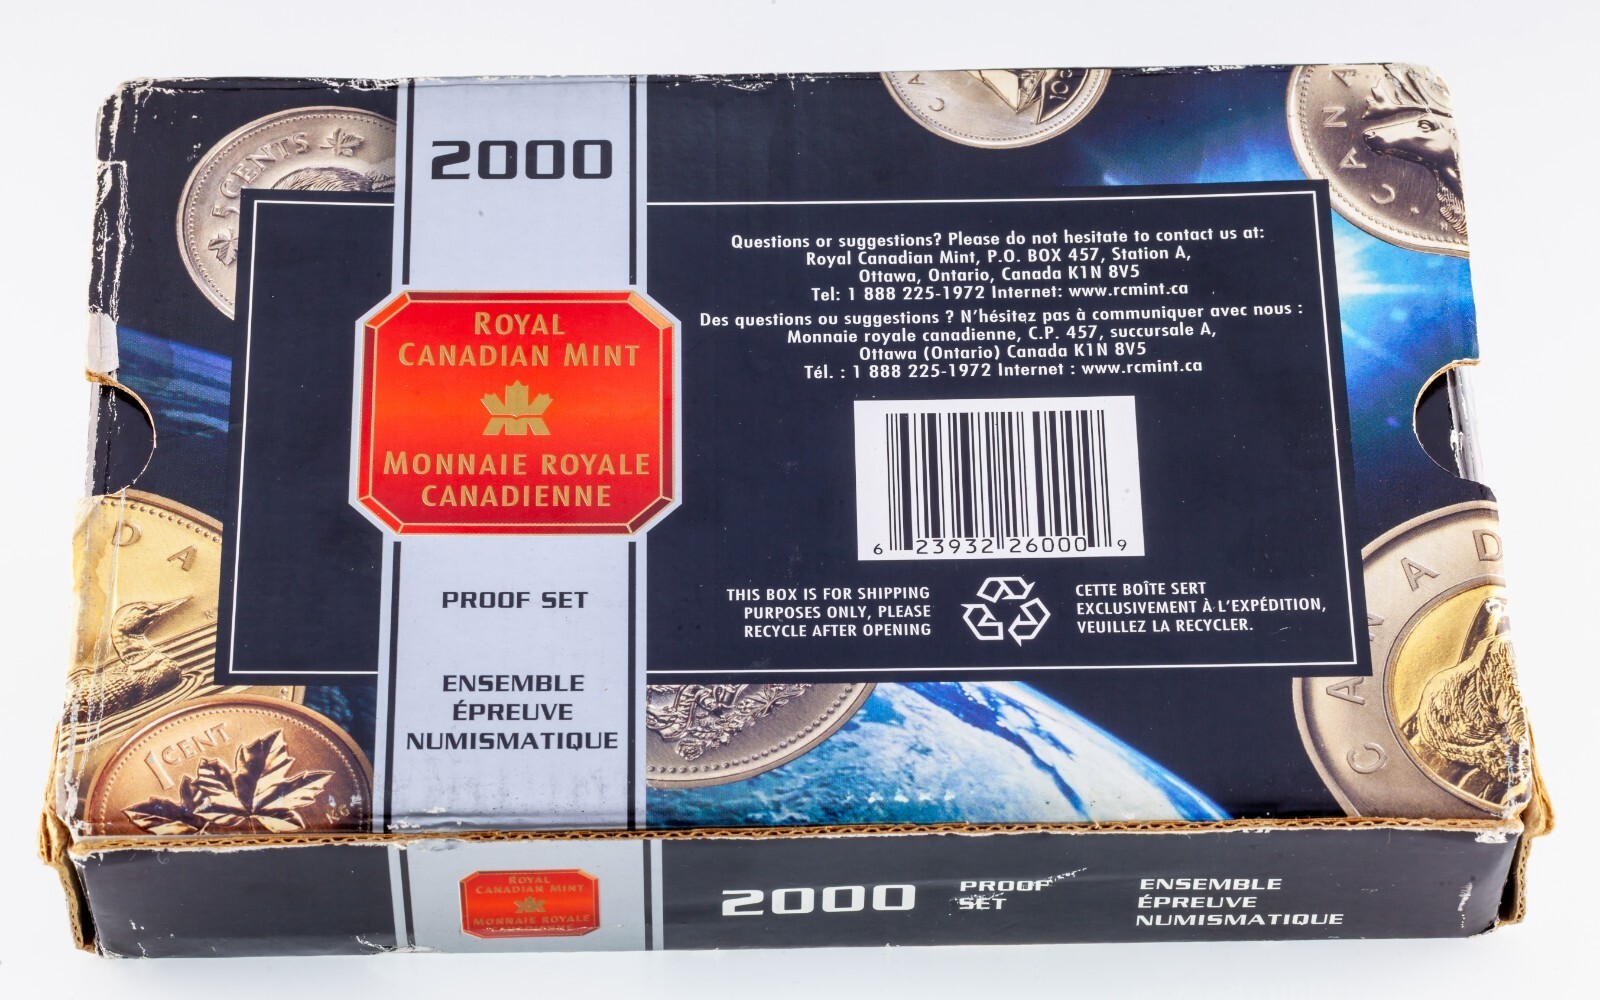 5 CENTS
2000
CANADA
ROYAL
CANADIAN MINT
MONNAIE ROYALE
CANADIENNE
PROOF SET
ENSEMBLE
ÉPREUVE
NUMISMATIQUE
Questions or suggestions? Please do not hesitate to contact us at:
Royal Canadian Mint, P.O. BOX 457, Station A,
Ottawa, Ontario, Canada K1N 8V5
Tel: 1 888 225-1972 Internet: www.rcmint.ca
Des questions ou suggestions ? N'hésitez pas à communiquer avec nous :
Monnaie royale canadienne, C.P. 457, succursale A,
Ottawa (Ontario) Canada K1N 8V5
Tél. : 1 888 225-1972 Internet : www.rcmint.ca
6 23932 26000 9
THIS BOX IS FOR SHIPPING
PURPOSES ONLY, PLEASE
RECYCLE AFTER OPENING
CETTE BOÎTE SERT
EXCLUSIVEMENT À L'EXPÉDITION,
VEUILLEZ LA RECYCLER.
D A
1 CENT
KG
CANAD
ROYAL
CANADIAN MINT
MONNAIE ROYALE
CANADIENNE
2000
PROOF
SET
ENSEMBLE
ÉPREUVE
NUMISMATIQUE